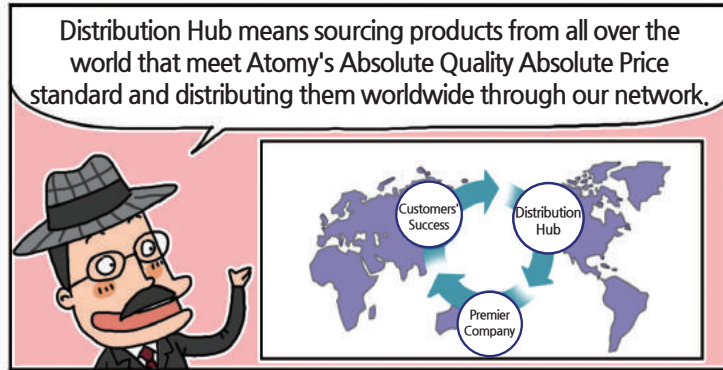 Distribution Hub means sourcing products from all over the
world that meet Atomy's Absolute Quality Absolute Price
standard and distributing them worldwide through our network.
Customers'
Success
Distribution
Hub
Premier
Company